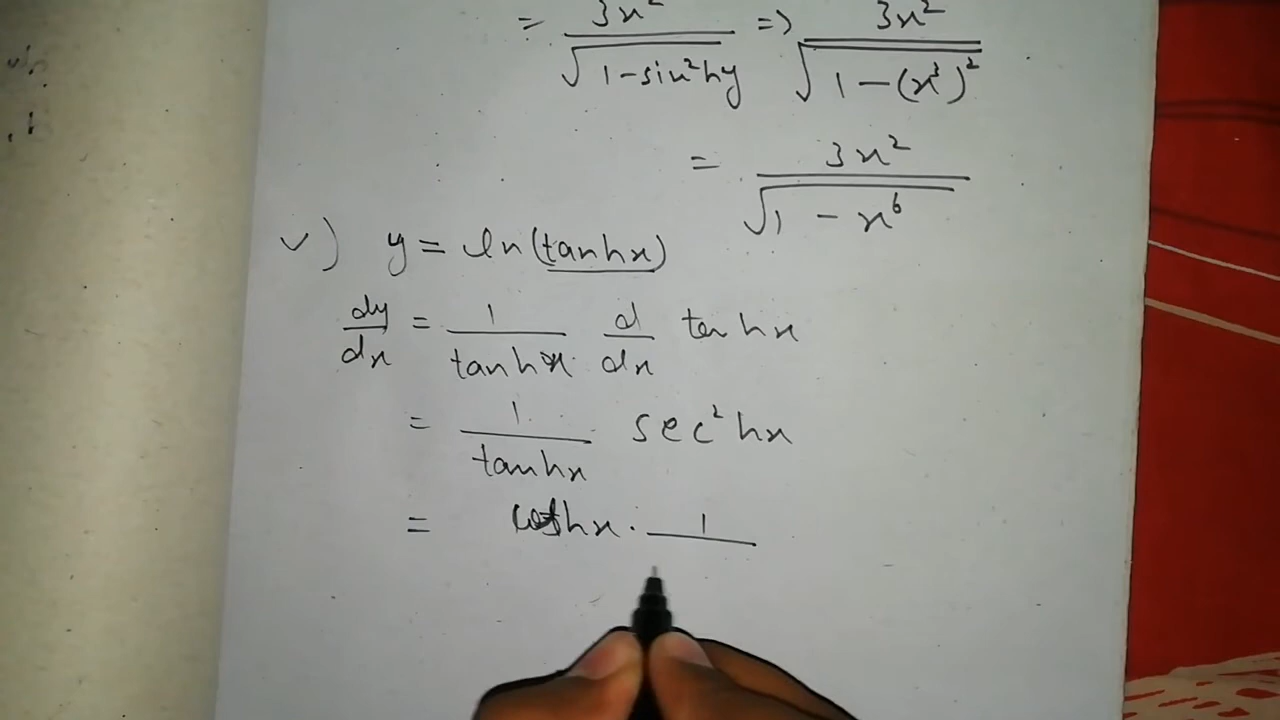 = 3x² / √(1-sin²hy) => 3x² / √(1-(x³)²)
= 3x² / √(1 - x⁶)
v) y = ln(tanhx)
dy/dx = 1/tanhx · d/dx tanhx
= 1/tanhx sec²hx
= cothx · 1/